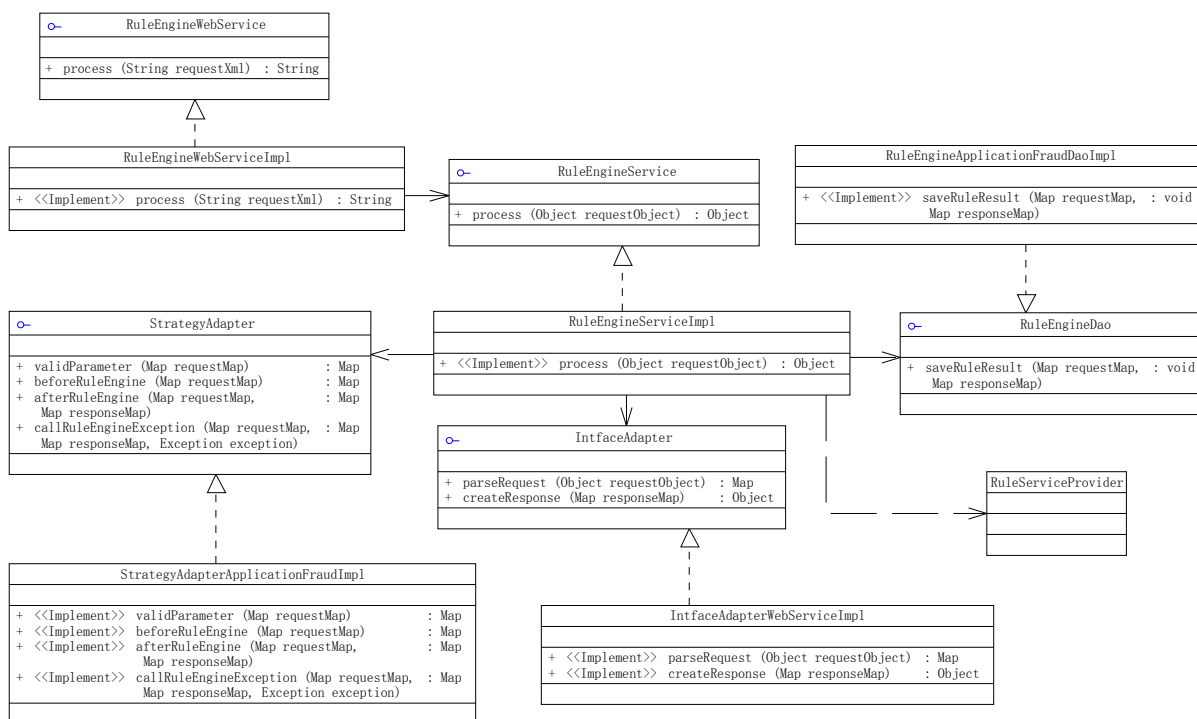 RuleEngineWebService
+ process (String requestXml) : String
RuleEngineWebServiceImpl
+ <<Implement>> process (String requestXml) : String
RuleEngineService
+ process (Object requestObject) : Object
RuleEngineApplicationFraudDaoImpl
+ <<Implement>> saveRuleResult (Map requestMap, : void
Map responseMap)
StrategyAdapter
+ validParameter (Map requestMap) : Map
+ beforeRuleEngine (Map requestMap) : Map
+ afterRuleEngine (Map requestMap, : Map
Map responseMap)
+ callRuleEngineException (Map requestMap, : Map
Map responseMap, Exception exception)
RuleEngineServiceImpl
+ <<Implement>> process (Object requestObject) : Object
RuleEngineDao
+ saveRuleResult (Map requestMap, : void
Map responseMap)
IntfaceAdapter
+ parseRequest (Object requestObject) : Map
+ createResponse (Map responseMap) : Object
RuleServiceProvider
StrategyAdapterApplicationFraudImpl
+ <<Implement>> validParameter (Map requestMap) : Map
+ <<Implement>> beforeRuleEngine (Map requestMap) : Map
+ <<Implement>> afterRuleEngine (Map requestMap, : Map
Map responseMap)
+ <<Implement>> callRuleEngineException (Map requestMap, : Map
Map responseMap, Exception exception)
IntfaceAdapterWebServiceImpl
+ <<Implement>> parseRequest (Object requestObject) : Map
+ <<Implement>> createResponse (Map responseMap) : Object